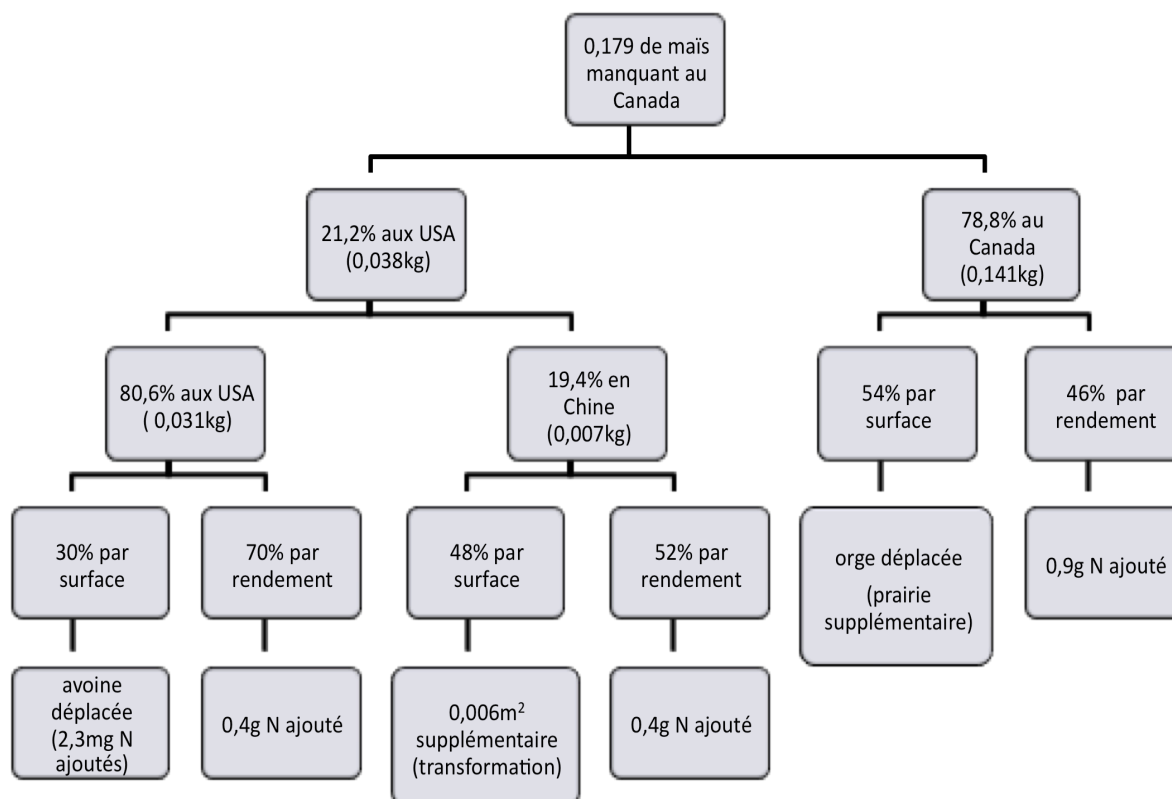 0,179 de maïs
manquant au
Canada
21,2% aux USA
(0,038kg)
78,8% au
Canada
(0,141kg)
80,6% aux USA
( 0,031kg)
19,4% en
Chine
(0,007kg)
54% par
surface
46% par
rendement
30% par
surface
70% par
rendement
48% par
surface
52% par
rendement
orge déplacée
(prairie
supplémentaire)
0,9g N ajouté
avoine
déplacée
(2,3mg N
ajoutés)
0,4g N ajouté
0,006m²
supplémentaire
(transformation)
0,4g N ajouté